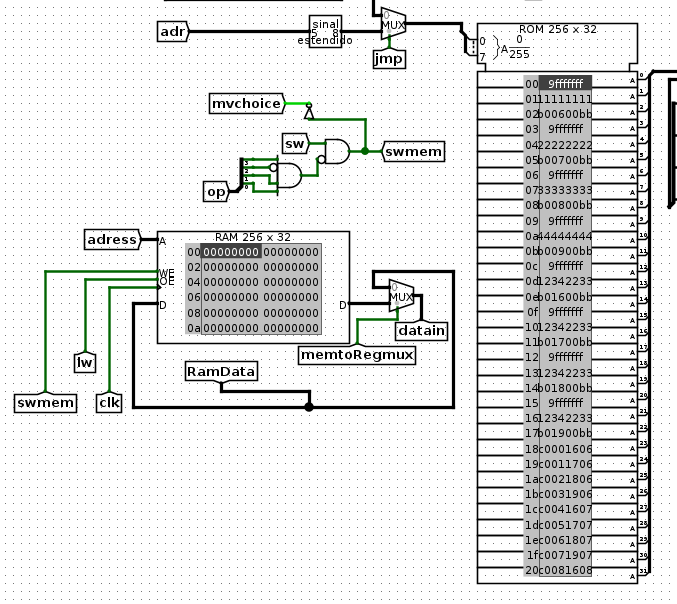 ROM 256 x 32
adr
sinal
5 8
estendido
0
MUX
jmp
0
7
A
0
255
mvchoice
sw
swmem
op
3
2
1
0
adress
RAM 256 x 32
A
WE
OE
D
D
00 00000000 00000000
02 00000000 00000000
04 00000000 00000000
06 00000000 00000000
08 00000000 00000000
0a 00000000 00000000
0
MUX
datain
memtoRegmux
RamData
lw
swmem
clk
00 9fffffff
01 11111111
02 b00600bb
03 9fffffff
04 22222222
05 b00700bb
06 9fffffff
07 33333333
08 b00800bb
09 9fffffff
0a 44444444
0b b00900bb
0c 9fffffff
0d 12342233
0e b01600bb
0f 9fffffff
10 12342233
11 b01700bb
12 9fffffff
13 12342233
14 b01800bb
15 9fffffff
16 12342233
17 b01900bb
18 c0001606
19 c0011706
1a c0021806
1b c0031906
1c c0041607
1d c0051707
1e c0061807
1f c0071907
20 c0081608